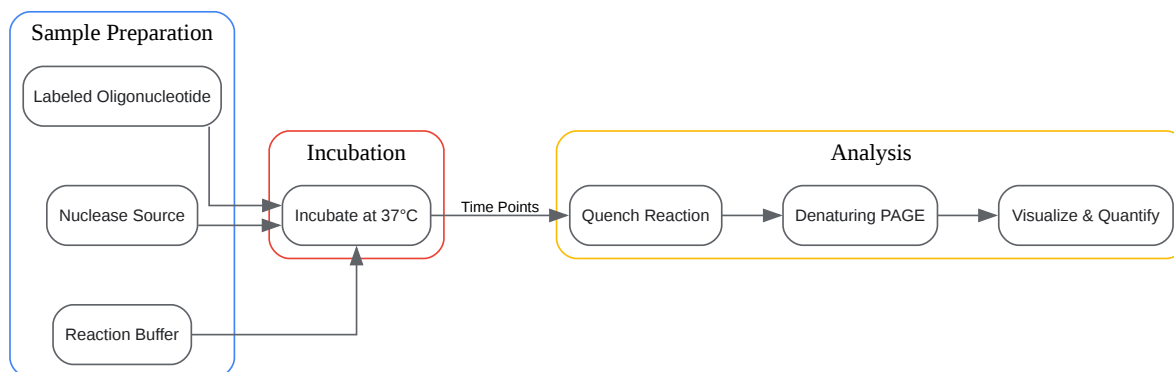 Sample Preparation
Labeled Oligonucleotide
Nuclease Source
Reaction Buffer
Incubation
Incubate at 37°C
Time Points
Analysis
Quench Reaction
Denaturing PAGE
Visualize & Quantify